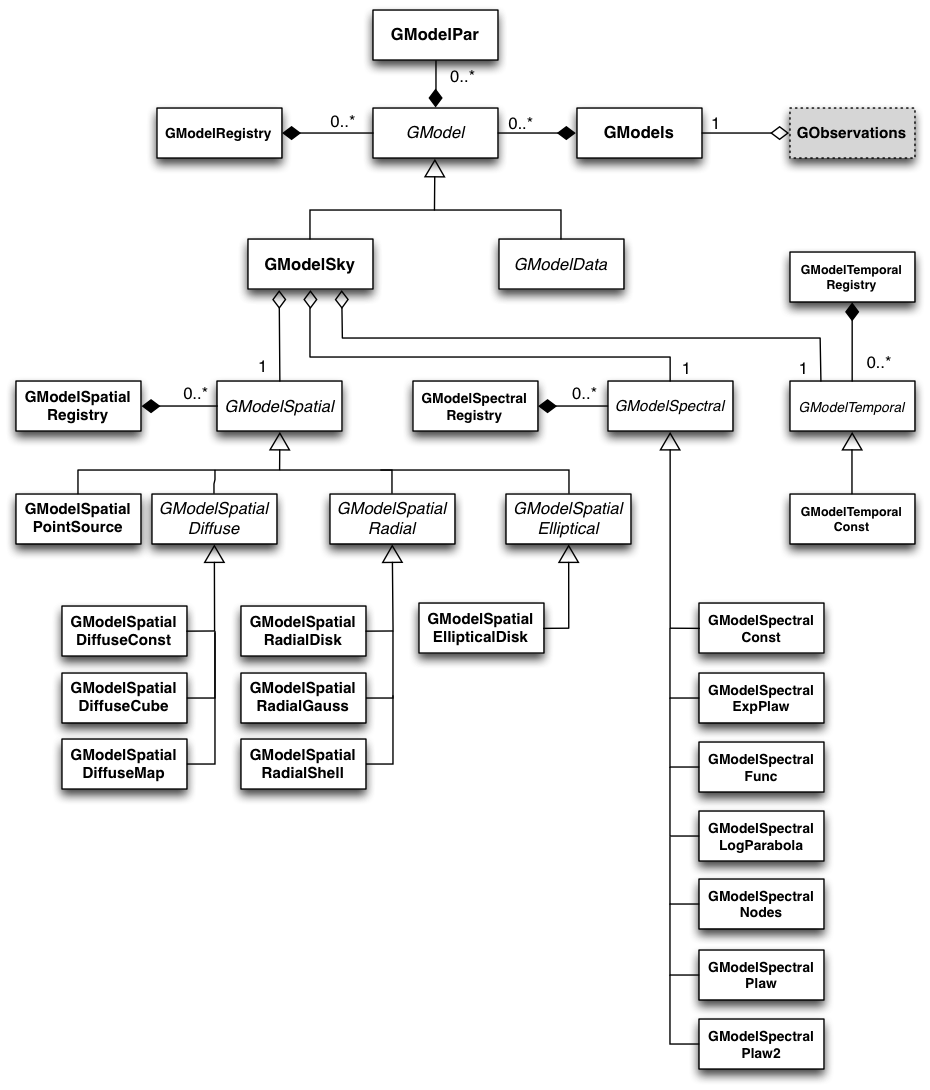 GModelPar
0..*
GModelRegistry
0..*
GModel
0..*
GModels
1
GObservations
GModelSky
GModelData
GModelTemporal
Registry
1
1
1
0..*
GModelSpatial
Registry
0..*
GModelSpatial
GModelSpectral
Registry
0..*
GModelSpectral
GModelTemporal
GModelSpatial
PointSource
GModelSpatial
Diffuse
GModelSpatial
Radial
GModelSpatial
Elliptical
GModelTemporal
Const
GModelSpatial
DiffuseConst
GModelSpatial
RadialDisk
GModelSpatial
EllipticalDisk
GModelSpectral
Const
GModelSpatial
DiffuseCube
GModelSpatial
RadialGauss
GModelSpectral
ExpPlaw
GModelSpatial
DiffuseMap
GModelSpatial
RadialShell
GModelSpectral
Func
GModelSpectral
LogParabola
GModelSpectral
Nodes
GModelSpectral
Plaw
GModelSpectral
Plaw2